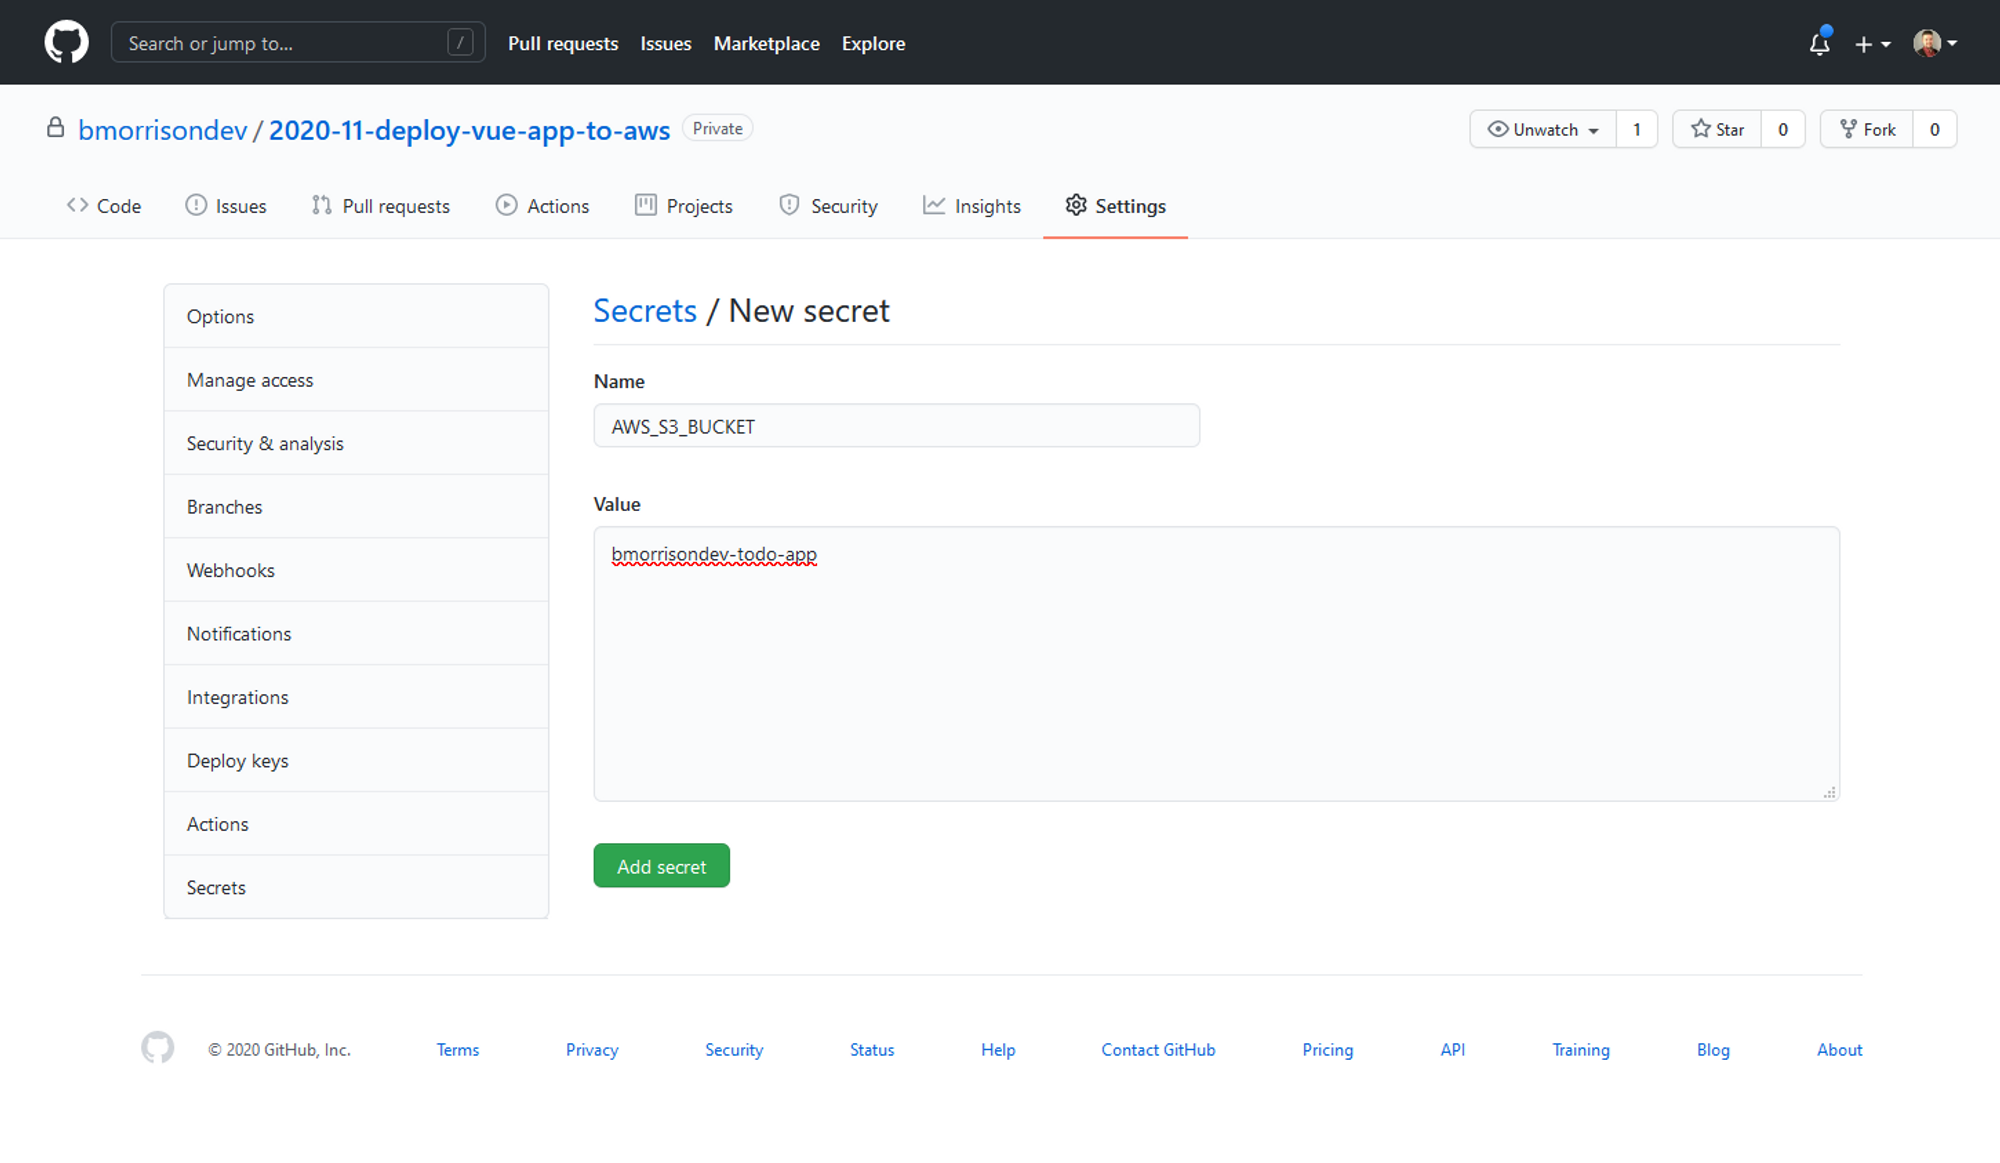 Search or jump to... /
Pull requests Issues Marketplace Explore
bmorrisondev / 2020-11-deploy-vue-app-to-aws Private
Unwatch 1 Star 0 Fork 0
Code Issues Pull requests Actions Projects Security Insights Settings
Options
Manage access
Security & analysis
Branches
Webhooks
Notifications
Integrations
Deploy keys
Actions
Secrets
Secrets / New secret
Name
AWS_S3_BUCKET
Value
bmorrisondev-todo-app
Add secret
© 2020 GitHub, Inc. Terms Privacy Security Status Help Contact GitHub Pricing API Training Blog About